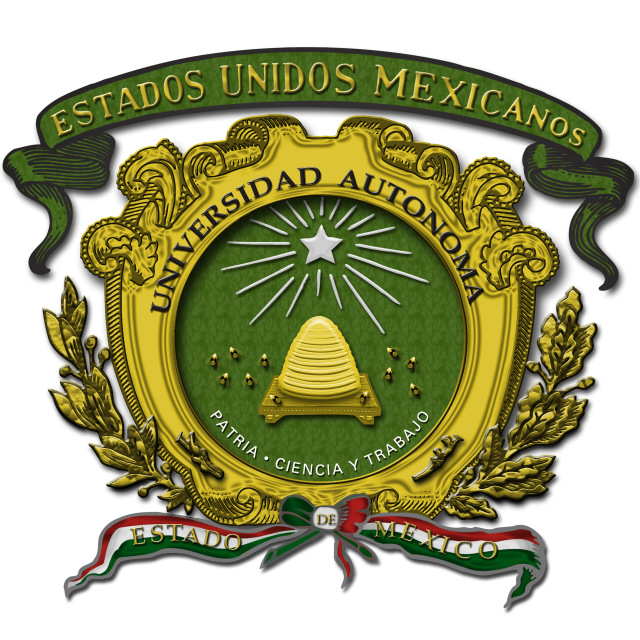 ESTADOS UNIDOS MEXICANOS
UNIVERSIDAD AUTONOMA
PATRIA • CIENCIA Y TRABAJO
ESTADO DE MEXICO